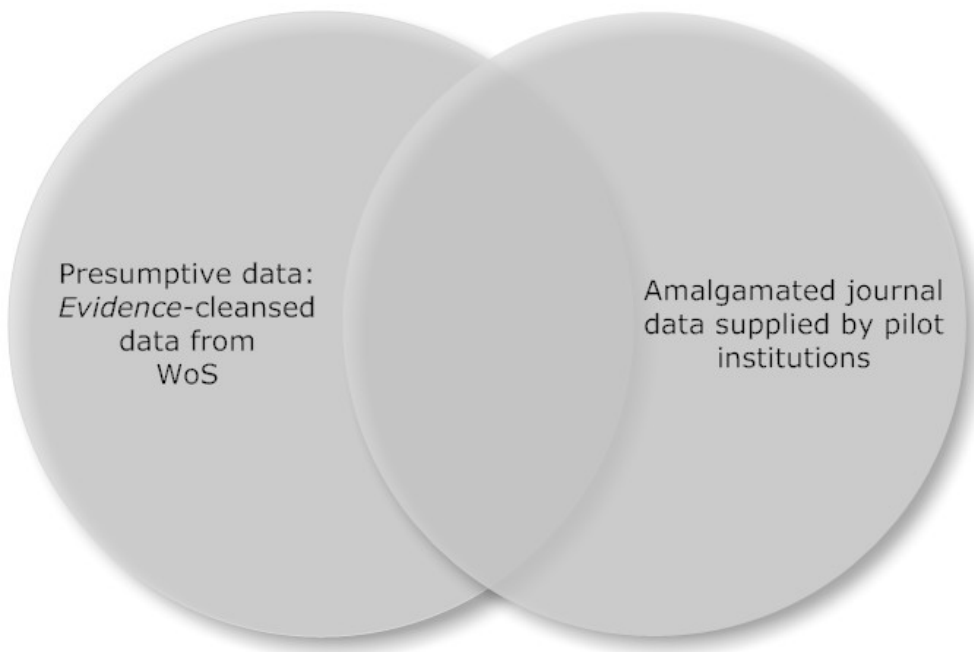 Presumptive data:
Evidence-cleansed
data from
WoS
Amalgamated journal
data supplied by pilot
institutions